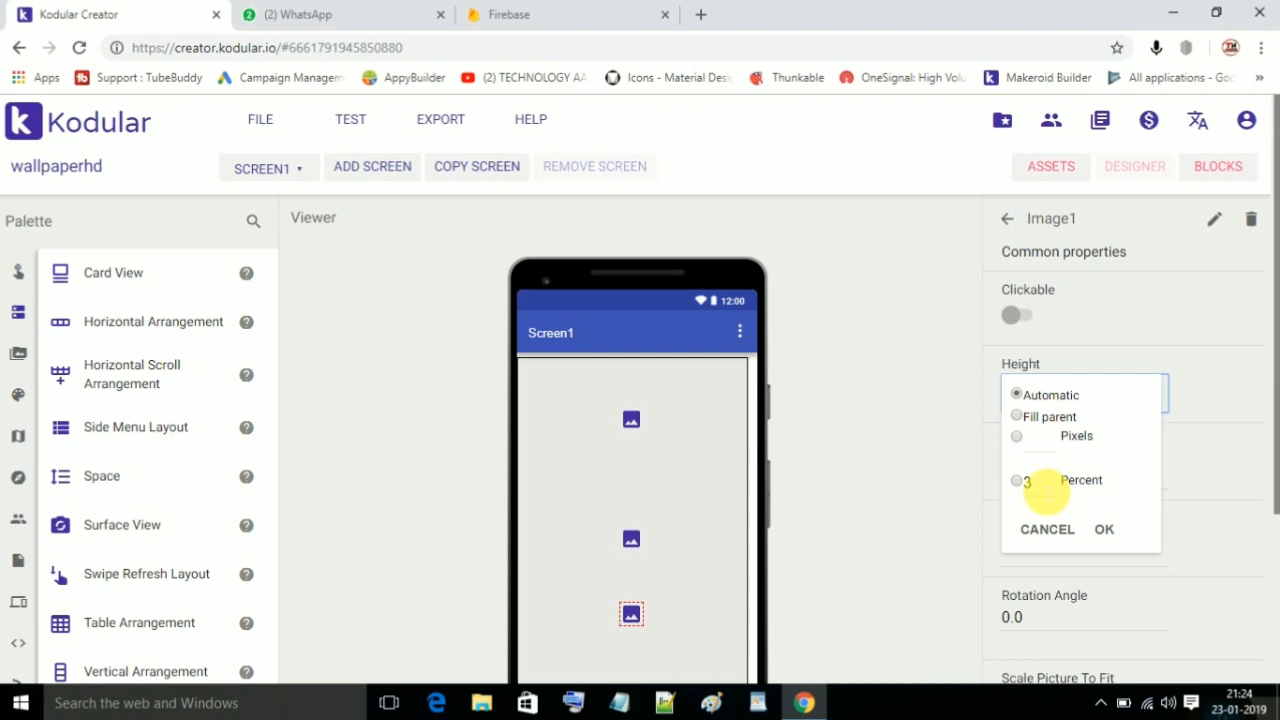 Kodular Creator
(2) WhatsApp
Firebase
https://creator.kodular.io/#6661791945850880
Apps
Support : TubeBuddy
Campaign Managem
AppyBuilder
(2) TECHNOLOGY AA
Icons - Material Desi
Thunkable
OneSignal: High Volu
Makeroid Builder
All applications - Goo
»
k Kodular
FILE
TEST
EXPORT
HELP
wallpaperhd
SCREEN1
ADD SCREEN
COPY SCREEN
REMOVE SCREEN
ASSETS
DESIGNER
BLOCKS
Palette
Card View
Horizontal Arrangement
Horizontal Scroll
Arrangement
Side Menu Layout
Space
Surface View
Swipe Refresh Layout
Table Arrangement
Vertical Arrangement
Viewer
12:00
Screen1
Image1
Common properties
Clickable
Height
Automatic
Fill parent
Pixels
3 Percent
CANCEL OK
Rotation Angle
0.0
Scale Picture To Fit
Search the web and Windows
21:24
23-01-2019